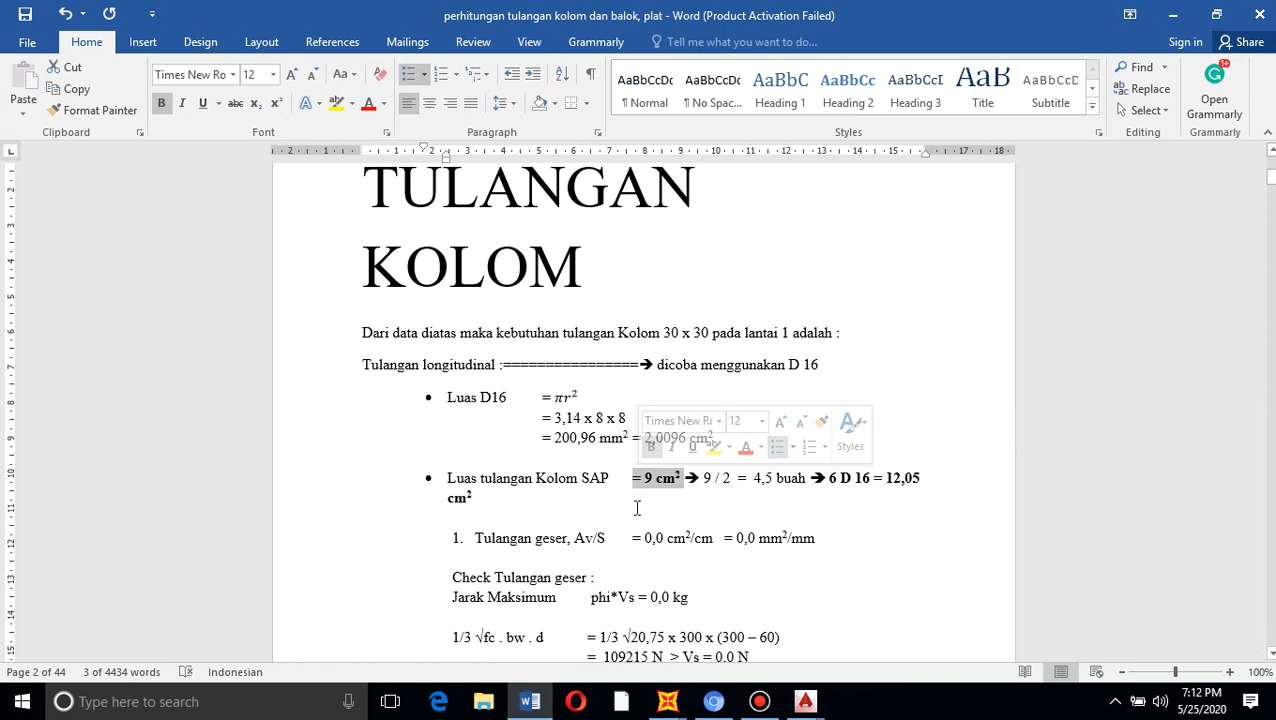 perhitungan tulangan kolom dan balok, plat - Word (Product Activation Failed)
File Home Insert Design Layout References Mailings Review View Grammarly Tell me what you want to do... Sign in Share
Paste Cut Copy Format Painter Clipboard
Times New Ro 12 Aa Font
Paragraph
AaBbCcDc ¶ Normal AaBbCcDc ¶ No Spac... AaBbC Heading 1 AaBbCc Heading 2 AaBbCcI Heading 3 AaB Title AaBbCcDc Subtitle Styles
Find Replace Select Editing
Open Grammarly Grammarly
TULANGAN
KOLOM
Dari data diatas maka kebutuhan tulangan Kolom 30 x 30 pada lantai 1 adalah :
Tulangan longitudinal :================➔ dicoba menggunakan D 16
• Luas D16 = πr²
= 3,14 x 8 x 8
= 200,96 mm² = 2,0096 cm²
Times New Ro 12 Styles
• Luas tulangan Kolom SAP = 9 cm² ➔ 9 / 2 = 4,5 buah ➔ 6 D 16 = 12,05
cm²
1. Tulangan geser, Av/S = 0,0 cm²/cm = 0,0 mm²/mm
Check Tulangan geser :
Jarak Maksimum phi*Vs = 0,0 kg
1/3 √fc . bw . d = 1/3 √20,75 x 300 x (300 – 60)
= 109215 N > Vs = 0,0 N
Page 2 of 44 3 of 4434 words Indonesian 100%
Type here to search 7:12 PM
5/25/2020